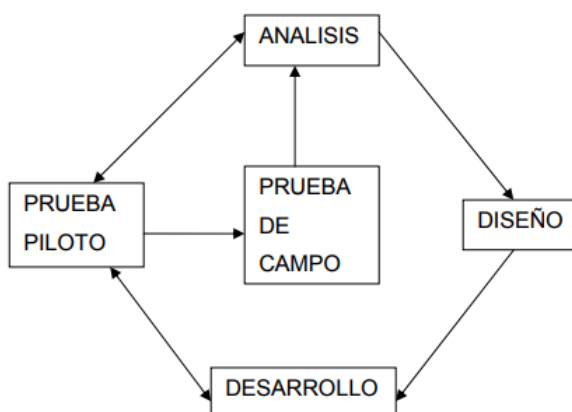 ANALISIS
PRUEBA
PILOTO
PRUEBA
DE
CAMPO
DISEÑO
DESARROLLO